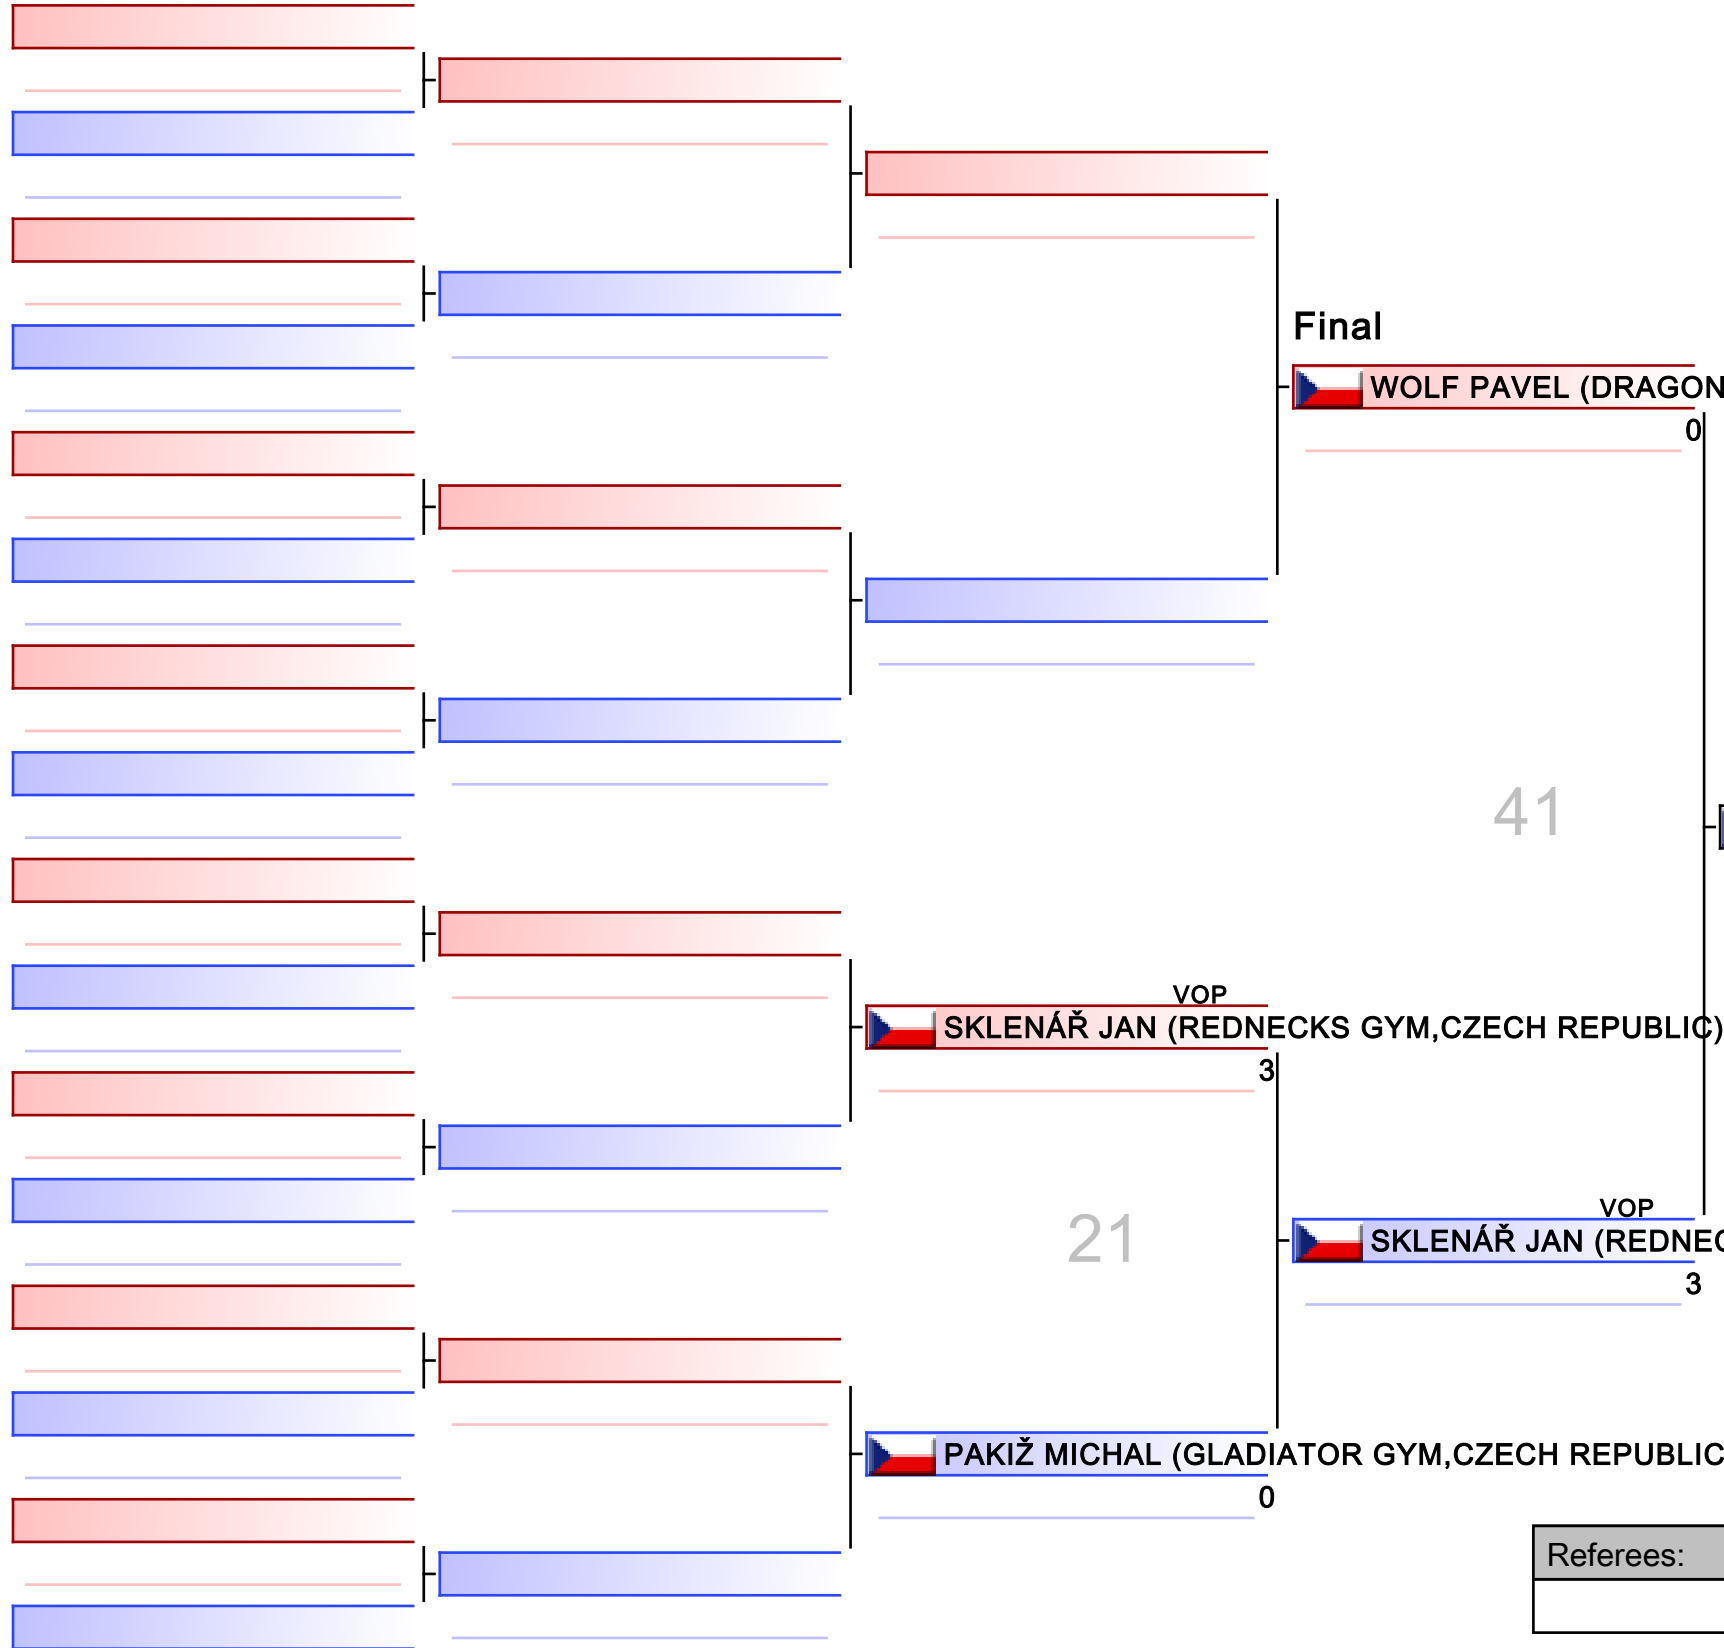 Final
WOLF PAVEL (DRAGON
0
41
VOP
SKLENÁŘ JAN (REDNECKS GYM,CZECH REPUBLIC)
3
VOP
21
SKLENÁŘ JAN (REDNEC
3
PAKIŽ MICHAL (GLADIATOR GYM,CZECH REPUBLIC
0
Referees: